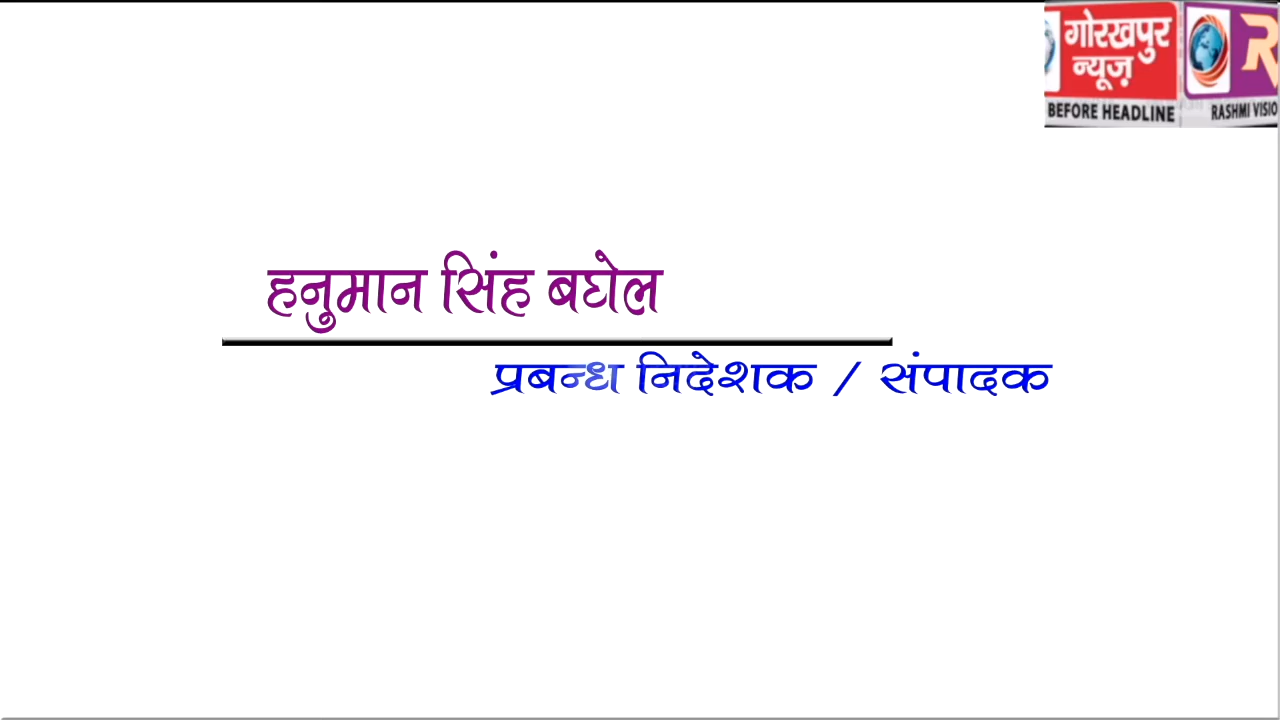 गोरखपुर
न्यूज़
BEFORE HEADLINE
R
RASHMI VISIO
हनुमान सिंह बघेल
प्रबन्ध निदेशक / संपादक